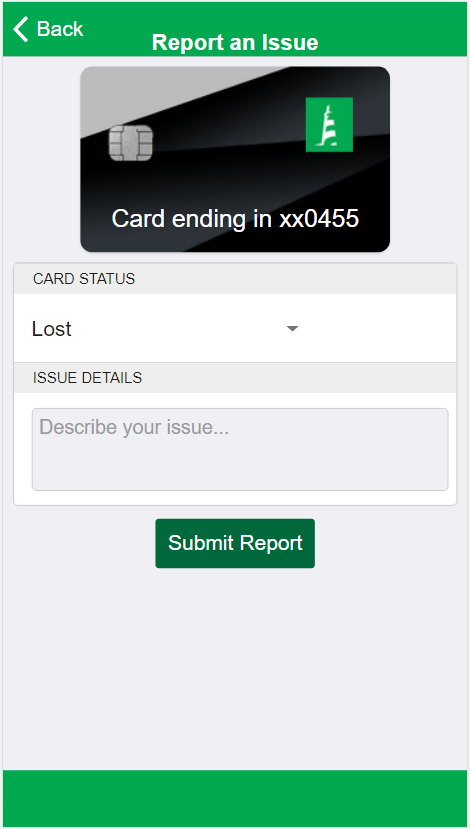 Back
Report an Issue
Card ending in xx0455
CARD STATUS
Lost
ISSUE DETAILS
Describe your issue...
Submit Report